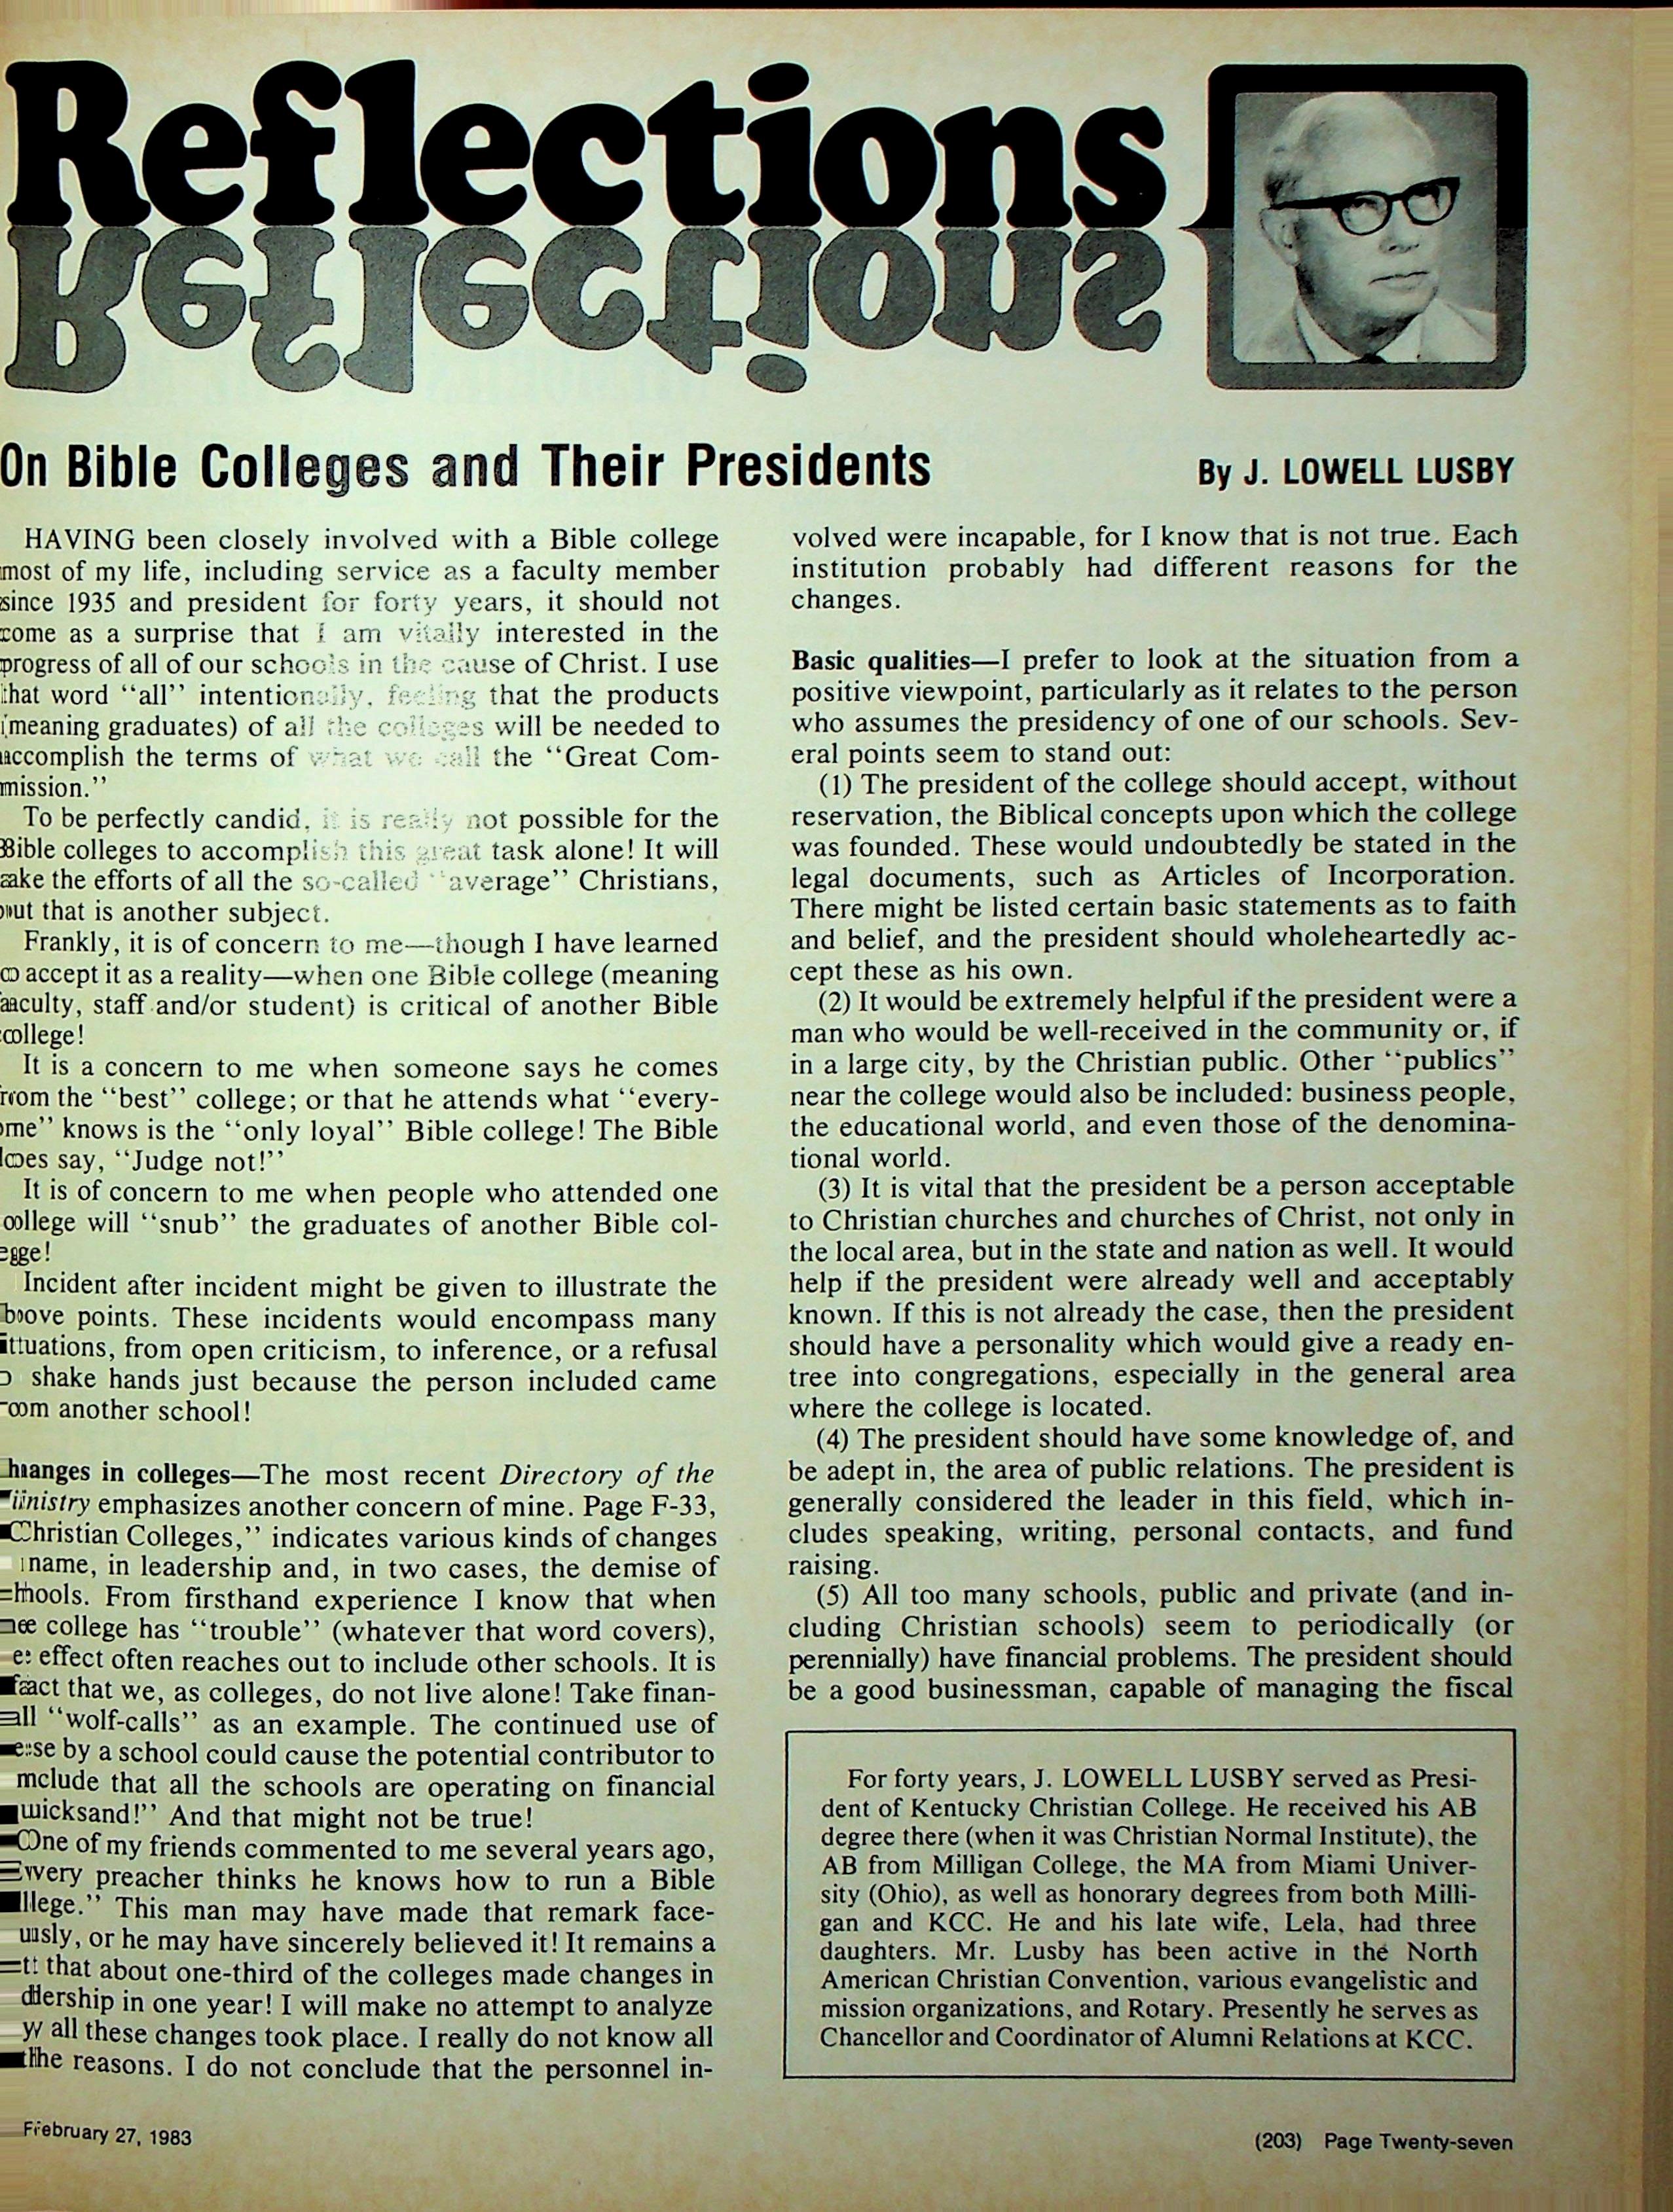 Reflections
On Bible Colleges and Their Presidents
By J. LOWELL LUSBY
HAVING been closely involved with a Bible college
most of my life, including service as a faculty member
since 1935 and president for forty years, it should not
come as a surprise that I am vitally interested in the
progress of all of our schools in the cause of Christ. I use
that word “all” intentionally, feeling that the products
(meaning graduates) of all the colleges will be needed to
accomplish the terms of what we call the “Great Com-
mission.”
To be perfectly candid, it is really not possible for the
Bible colleges to accomplish this great task alone! It will
take the efforts of all the so-called “average” Christians,
but that is another subject.
Frankly, it is of concern to me—though I have learned
to accept it as a reality—when one Bible college (meaning
faculty, staff and/or student) is critical of another Bible
college!
It is a concern to me when someone says he comes
from the “best” college; or that he attends what “every-
one” knows is the “only loyal” Bible college! The Bible
does say, “Judge not!”
It is of concern to me when people who attended one
college will “snub” the graduates of another Bible col-
lege!
Incident after incident might be given to illustrate the
above points. These incidents would encompass many
situations, from open criticism, to inference, or a refusal
to shake hands just because the person included came
from another school!
Changes in colleges—The most recent Directory of the
Ministry emphasizes another concern of mine. Page F-33,
“Christian Colleges,” indicates various kinds of changes
in name, in leadership and, in two cases, the demise of
schools. From firsthand experience I know that when
one college has “trouble” (whatever that word covers),
the effect often reaches out to include other schools. It is
fact that we, as colleges, do not live alone! Take finan-
cial “wolf-calls” as an example. The continued use of
these by a school could cause the potential contributor to
conclude that all the schools are operating on financial
quicksand!” And that might not be true!
One of my friends commented to me several years ago,
“Every preacher thinks he knows how to run a Bible
college.” This man may have made that remark face-
tiously, or he may have sincerely believed it! It remains a
fact that about one-third of the colleges made changes in
leadership in one year! I will make no attempt to analyze
why all these changes took place. I really do not know all
the reasons. I do not conclude that the personnel in-
volved were incapable, for I know that is not true. Each
institution probably had different reasons for the
changes.
Basic qualities—I prefer to look at the situation from a
positive viewpoint, particularly as it relates to the person
who assumes the presidency of one of our schools. Sev-
eral points seem to stand out:
(1) The president of the college should accept, without
reservation, the Biblical concepts upon which the college
was founded. These would undoubtedly be stated in the
legal documents, such as Articles of Incorporation.
There might be listed certain basic statements as to faith
and belief, and the president should wholeheartedly ac-
cept these as his own.
(2) It would be extremely helpful if the president were a
man who would be well-received in the community or, if
in a large city, by the Christian public. Other “publics”
near the college would also be included: business people,
the educational world, and even those of the denomina-
tional world.
(3) It is vital that the president be a person acceptable
to Christian churches and churches of Christ, not only in
the local area, but in the state and nation as well. It would
help if the president were already well and acceptably
known. If this is not already the case, then the president
should have a personality which would give a ready en-
tree into congregations, especially in the general area
where the college is located.
(4) The president should have some knowledge of, and
be adept in, the area of public relations. The president is
generally considered the leader in this field, which in-
cludes speaking, writing, personal contacts, and fund
raising.
(5) All too many schools, public and private (and in-
cluding Christian schools) seem to periodically (or
perennially) have financial problems. The president should
be a good businessman, capable of managing the fiscal
For forty years, J. LOWELL LUSBY served as Presi-
dent of Kentucky Christian College. He received his AB
degree there (when it was Christian Normal Institute), the
AB from Milligan College, the MA from Miami Univer-
sity (Ohio), as well as honorary degrees from both Milli-
gan and KCC. He and his late wife, Lela, had three
daughters. Mr. Lusby has been active in the North
American Christian Convention, various evangelistic and
mission organizations, and Rotary. Presently he serves as
Chancellor and Coordinator of Alumni Relations at KCC.
February 27, 1983
(203) Page Twenty-seven